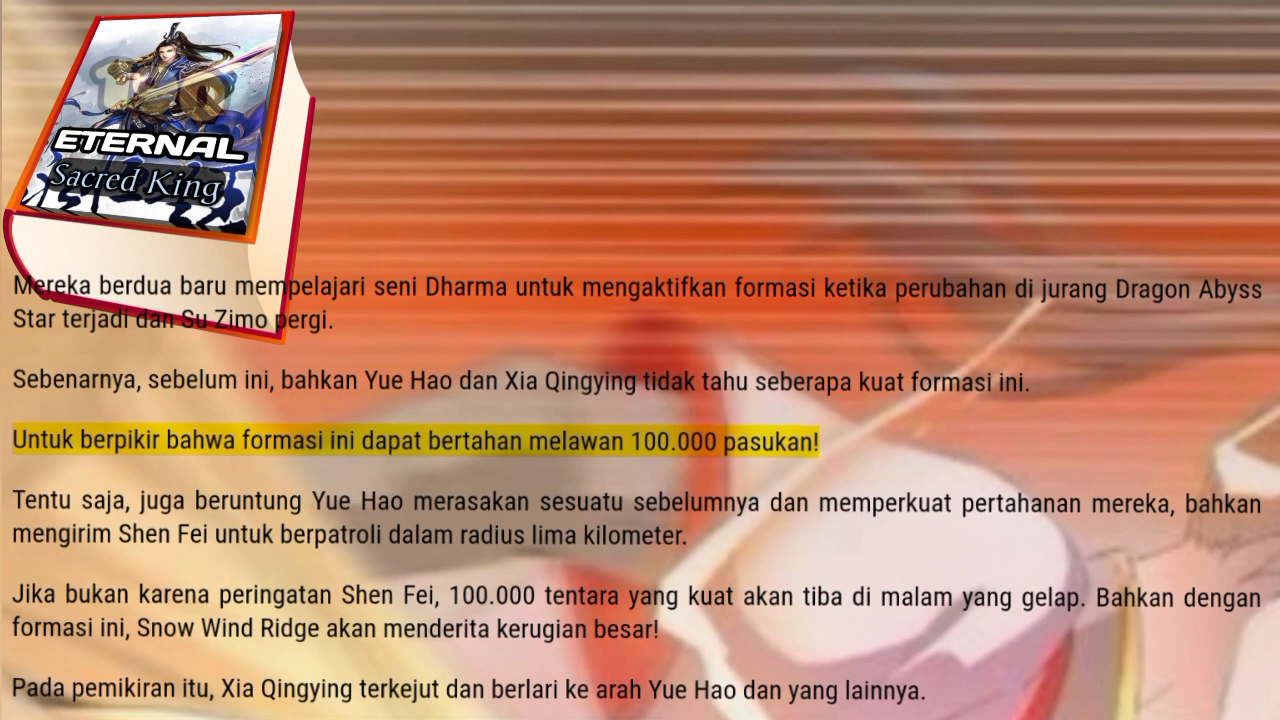 ETERNAL
Sacred King
Mereka berdua baru mempelajari seni Dharma untuk mengaktifkan formasi ketika perubahan di jurang Dragon Abyss
Star terjadi dan Su Zimo pergi.
Sebenarnya, sebelum ini, bahkan Yue Hao dan Xia Qingying tidak tahu seberapa kuat formasi ini.
Untuk berpikir bahwa formasi ini dapat bertahan melawan 100.000 pasukan!
Tentu saja, juga beruntung Yue Hao merasakan sesuatu sebelumnya dan memperkuat pertahanan mereka, bahkan
mengirim Shen Fei untuk berpatroli dalam radius lima kilometer.
Jika bukan karena peringatan Shen Fei, 100.000 tentara yang kuat akan tiba di malam yang gelap. Bahkan dengan
formasi ini, Snow Wind Ridge akan menderita kerugian besar!
Pada pemikiran itu, Xia Qingying terkejut dan berlari ke arah Yue Hao dan yang lainnya.